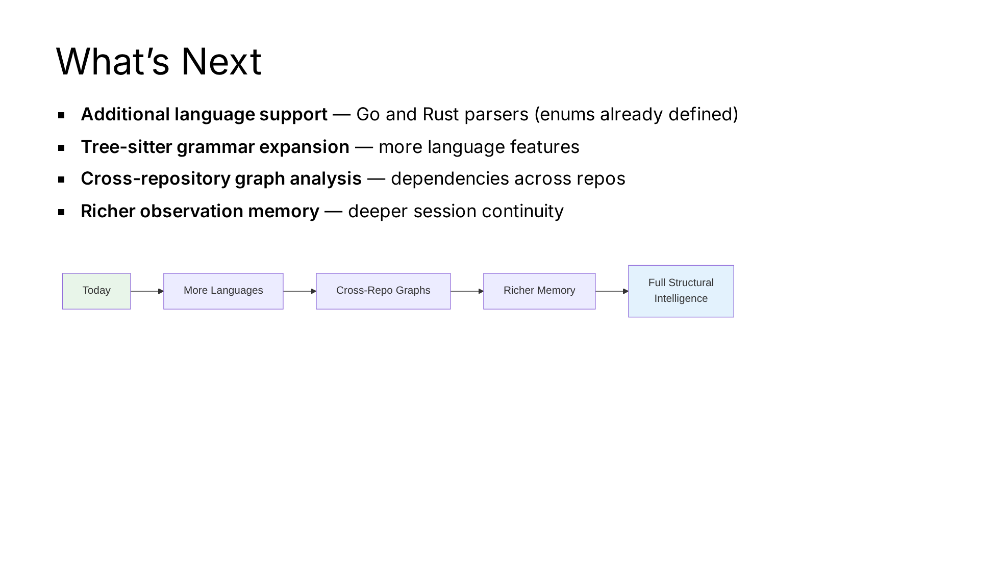 What’s Next
▪ Additional language support — Go and Rust parsers (enums already defined)
▪ Tree-sitter grammar expansion — more language features
▪ Cross-repository graph analysis — dependencies across repos
▪ Richer observation memory — deeper session continuity
Today
More Languages
Cross-Repo Graphs
Richer Memory
Full Structural
Intelligence